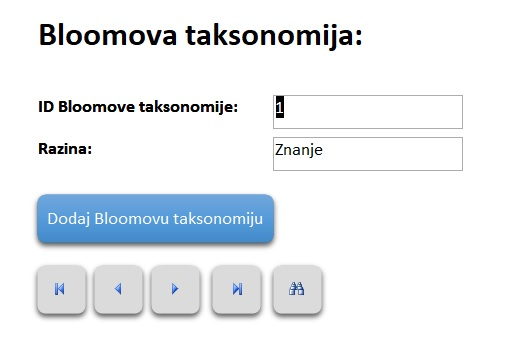 Bloomova taksonomija:
ID Bloomove taksonomije: 1
Razina: Znanje
Dodaj Bloomovu taksonomiju